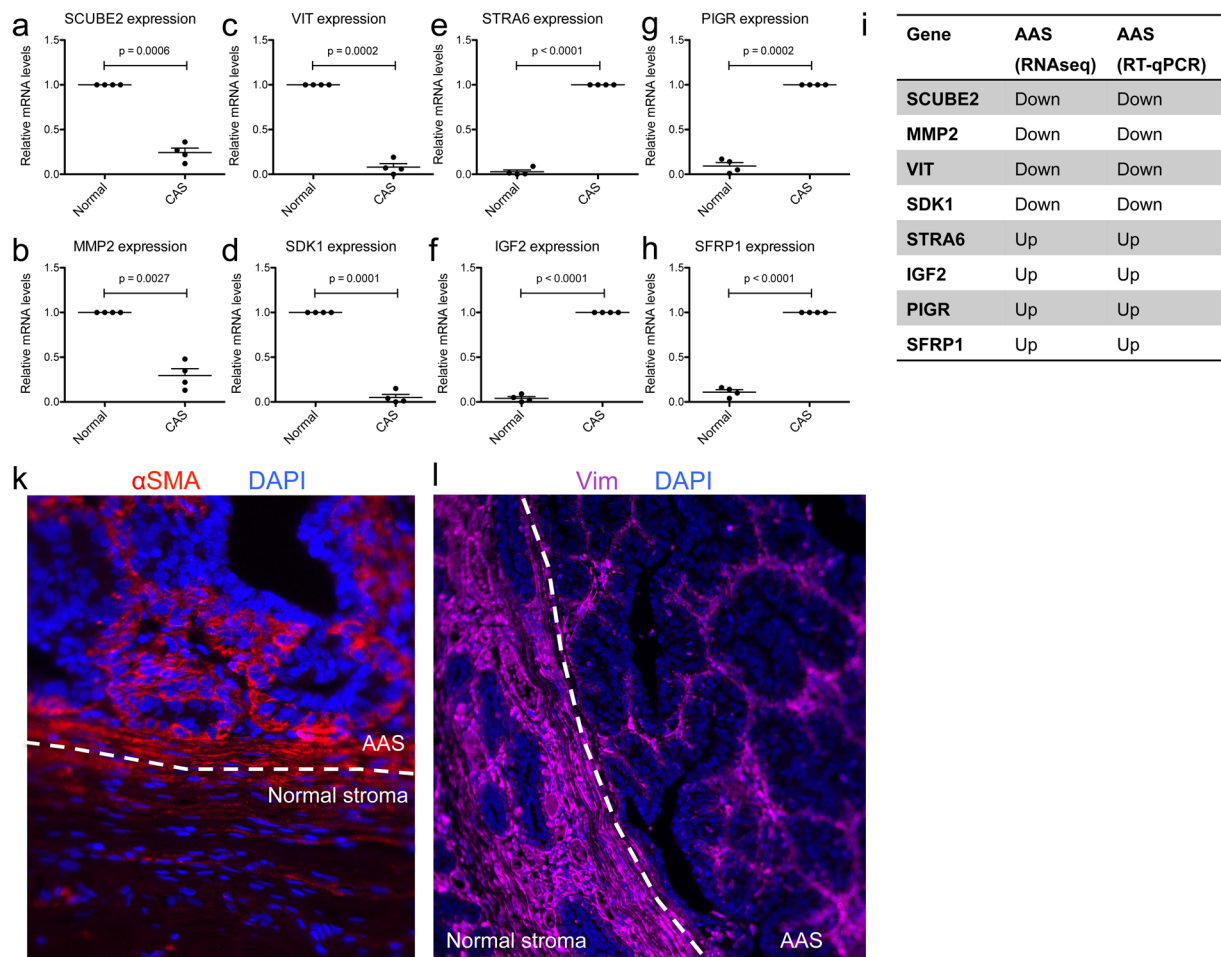 a
SCUBE2 expression
Relative mRNA levels
1.5
1.0
0.5
0.0
p = 0.0006
Normal
CAS
c
VIT expression
Relative mRNA levels
1.5
1.0
0.5
0.0
p = 0.0002
Normal
CAS
e
STRA6 expression
Relative mRNA levels
1.5
1.0
0.5
0.0
p < 0.0001
Normal
CAS
g
PIGR expression
Relative mRNA levels
1.5
1.0
0.5
0.0
p = 0.0002
Normal
CAS
b
MMP2 expression
Relative mRNA levels
1.5
1.0
0.5
0.0
p = 0.0027
Normal
CAS
d
SDK1 expression
Relative mRNA levels
1.5
1.0
0.5
0.0
p = 0.0001
Normal
CAS
f
IGF2 expression
Relative mRNA levels
1.5
1.0
0.5
0.0
p < 0.0001
Normal
CAS
h
SFRP1 expression
Relative mRNA levels
1.5
1.0
0.5
0.0
p < 0.0001
Normal
CAS
i
Gene AAS AAS
(RNAseq) (RT-qPCR)
SCUBE2 Down Down
MMP2 Down Down
VIT Down Down
SDK1 Down Down
STRA6 Up Up
IGF2 Up Up
PIGR Up Up
SFRP1 Up Up
k
αSMA DAPI
AAS
Normal stroma
l
Vim DAPI
Normal stroma
AAS